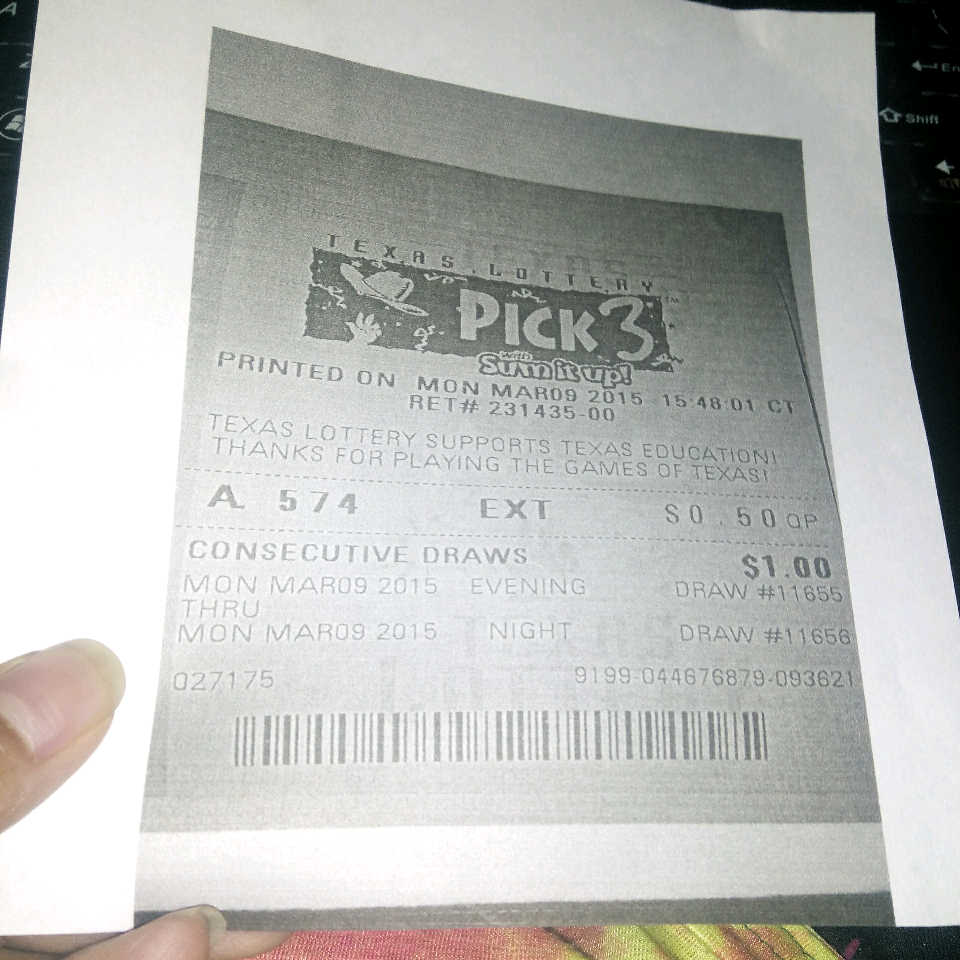 TEXAS LOTTERY
PICK 3™
with
Sum it up!
PRINTED ON MON MAR09 2015 15:48:01 CT
RET# 231435-00
TEXAS LOTTERY SUPPORTS TEXAS EDUCATION!
THANKS FOR PLAYING THE GAMES OF TEXAS!
A 574 EXT $0.50 QP
CONSECUTIVE DRAWS $1.00
MON MAR09 2015 EVENING DRAW #11655
THRU
MON MAR09 2015 NIGHT DRAW #11656
027175 9199-044676879-093621
Shift